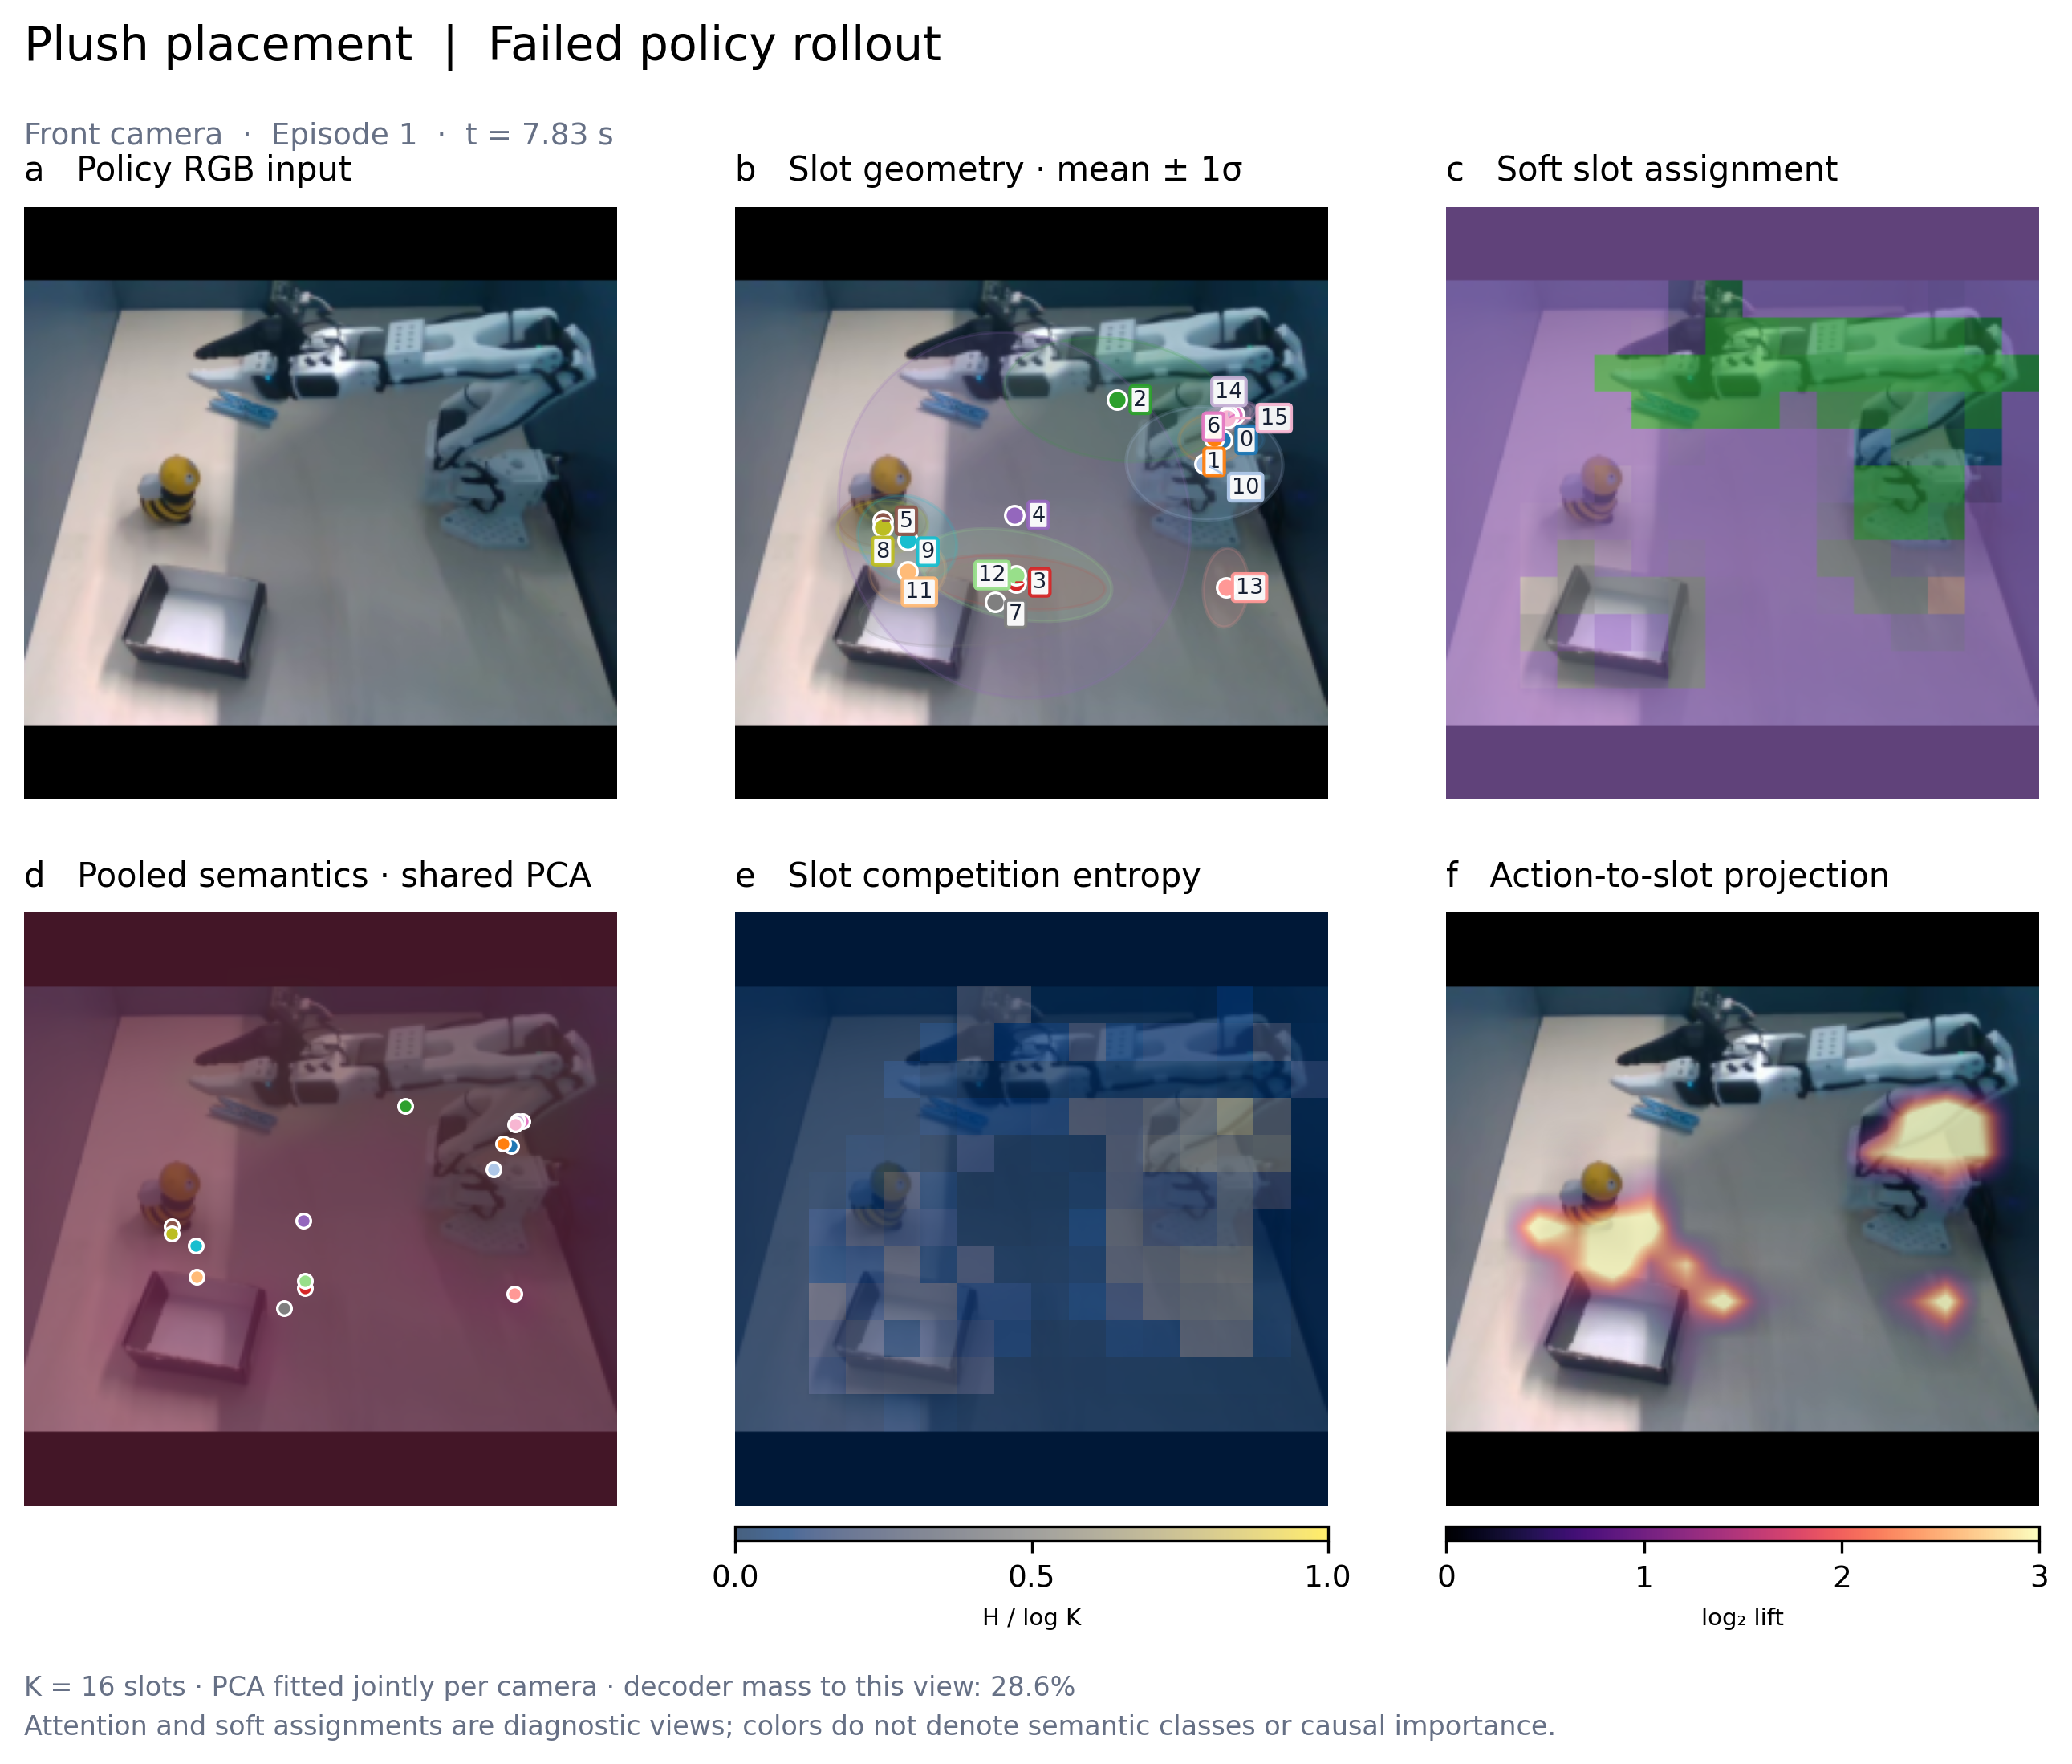 Plush placement | Failed policy rollout
Front camera · Episode 1 · t = 7.83 s
a Policy RGB input
b Slot geometry · mean ± 1σ
c Soft slot assignment
2
14
15
6
0
1
10
5
4
8
9
12
3
13
11
7
d Pooled semantics · shared PCA
e Slot competition entropy
f Action-to-slot projection
0.0 0.5 1.0
H / log K
0 1 2 3
log₂ lift
K = 16 slots · PCA fitted jointly per camera · decoder mass to this view: 28.6%
Attention and soft assignments are diagnostic views; colors do not denote semantic classes or causal importance.